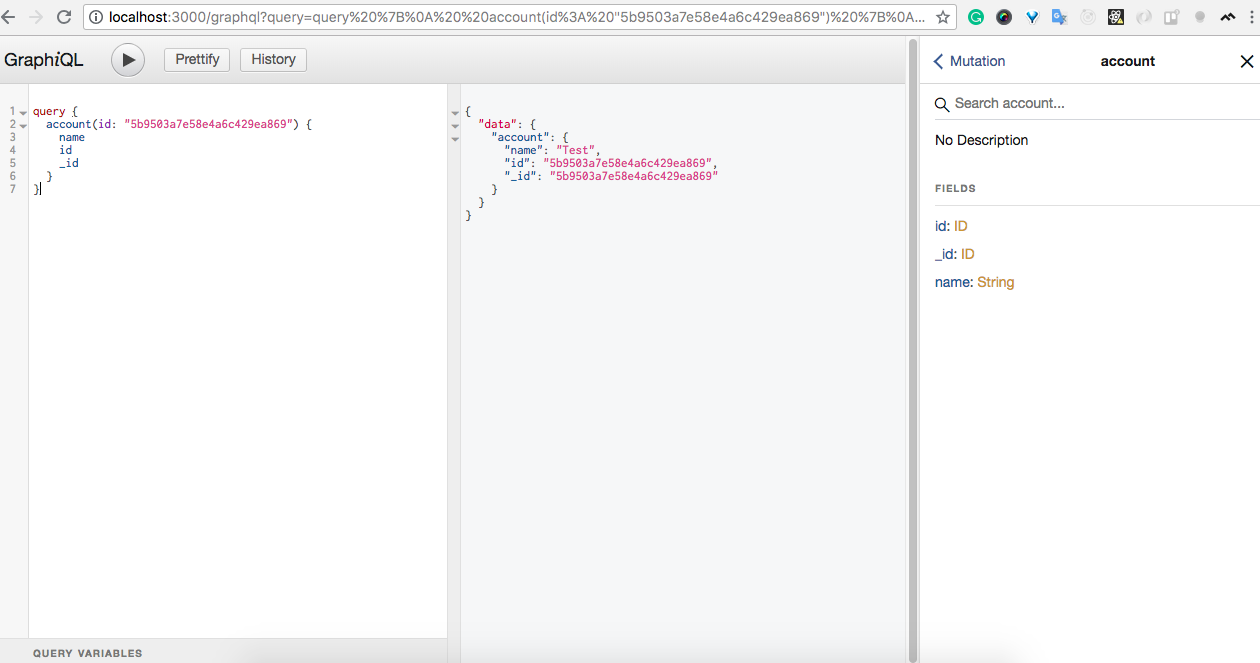 localhost:3000/graphql?query=query%20%7B%0A%20%20account(id%3A%20"5b9503a7e58e4a6c429ea869")%20%7B%0A...
GraphiQL
Prettify
History
1 query {
2 account(id: "5b9503a7e58e4a6c429ea869") {
3 name
4 id
5 _id
6 }
7 }
QUERY VARIABLES
{
"data": {
"account": {
"name": "Test",
"id": "5b9503a7e58e4a6c429ea869",
"_id": "5b9503a7e58e4a6c429ea869"
}
}
}
Mutation
account
Search account...
No Description
FIELDS
id: ID
_id: ID
name: String